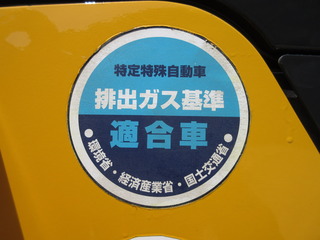 特定特殊自動車
排出ガス基準
適合車
●環境省・経済産業省・国土交通省●